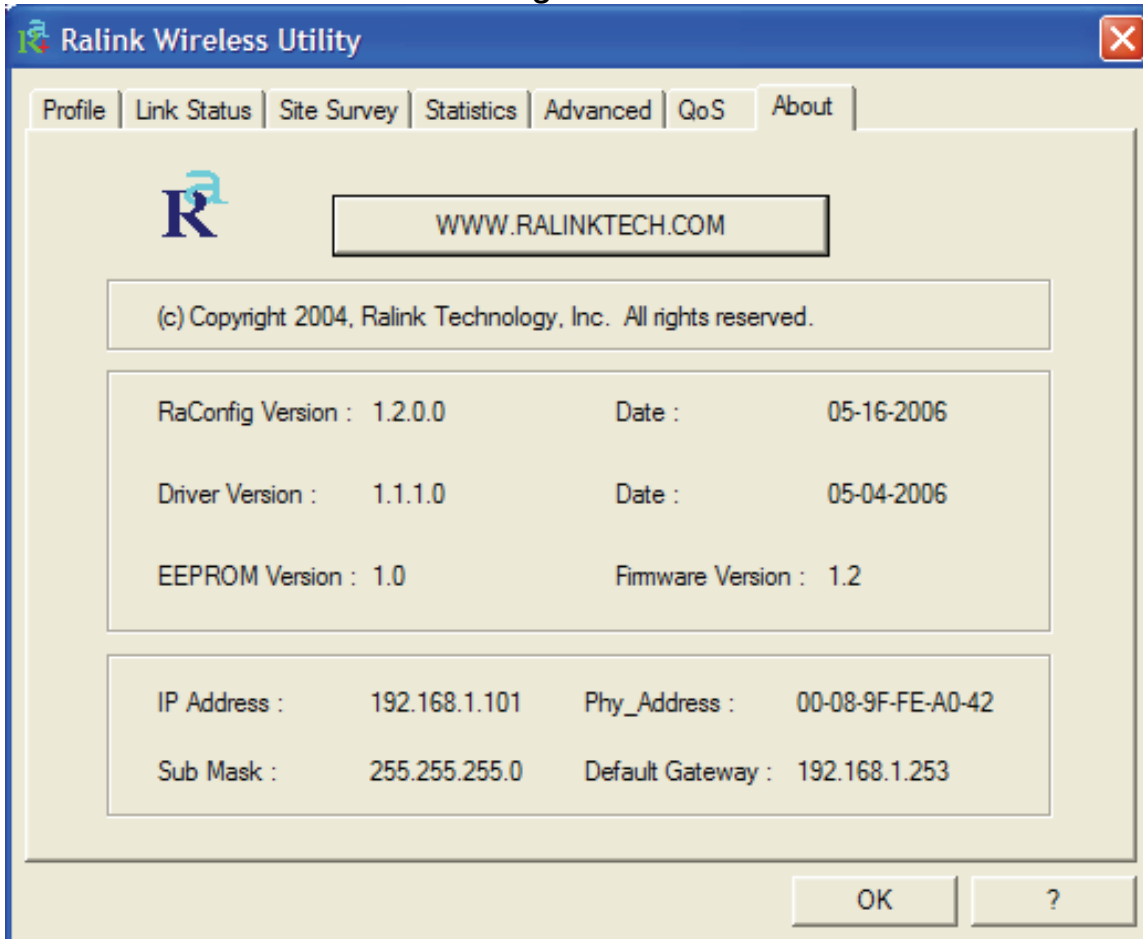 Ralink Wireless Utility
Profile Link Status Site Survey Statistics Advanced QoS About
Ra WWW.RALINKTECH.COM
(c) Copyright 2004, Ralink Technology, Inc. All rights reserved.
RaConfig Version : 1.2.0.0 Date : 05-16-2006
Driver Version : 1.1.1.0 Date : 05-04-2006
EEPROM Version : 1.0 Firmware Version : 1.2
IP Address : 192.168.1.101 Phy_Address : 00-08-9F-FE-A0-42
Sub Mask : 255.255.255.0 Default Gateway : 192.168.1.253
OK ?